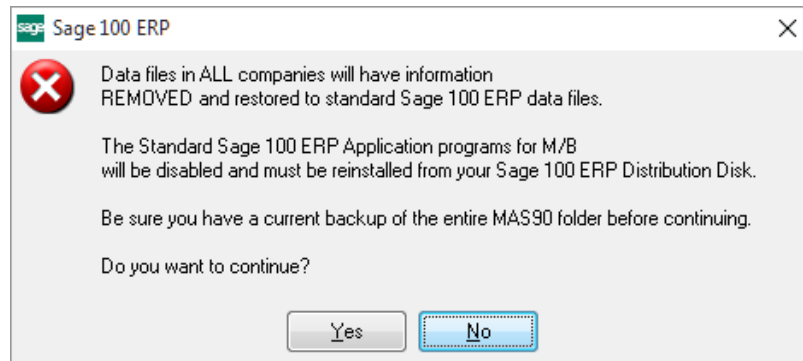 sage Sage 100 ERP
Data files in ALL companies will have information
REMOVED and restored to standard Sage 100 ERP data files.
The Standard Sage 100 ERP Application programs for M/B
will be disabled and must be reinstalled from your Sage 100 ERP Distribution Disk.
Be sure you have a current backup of the entire MAS90 folder before continuing.
Do you want to continue?
Yes No